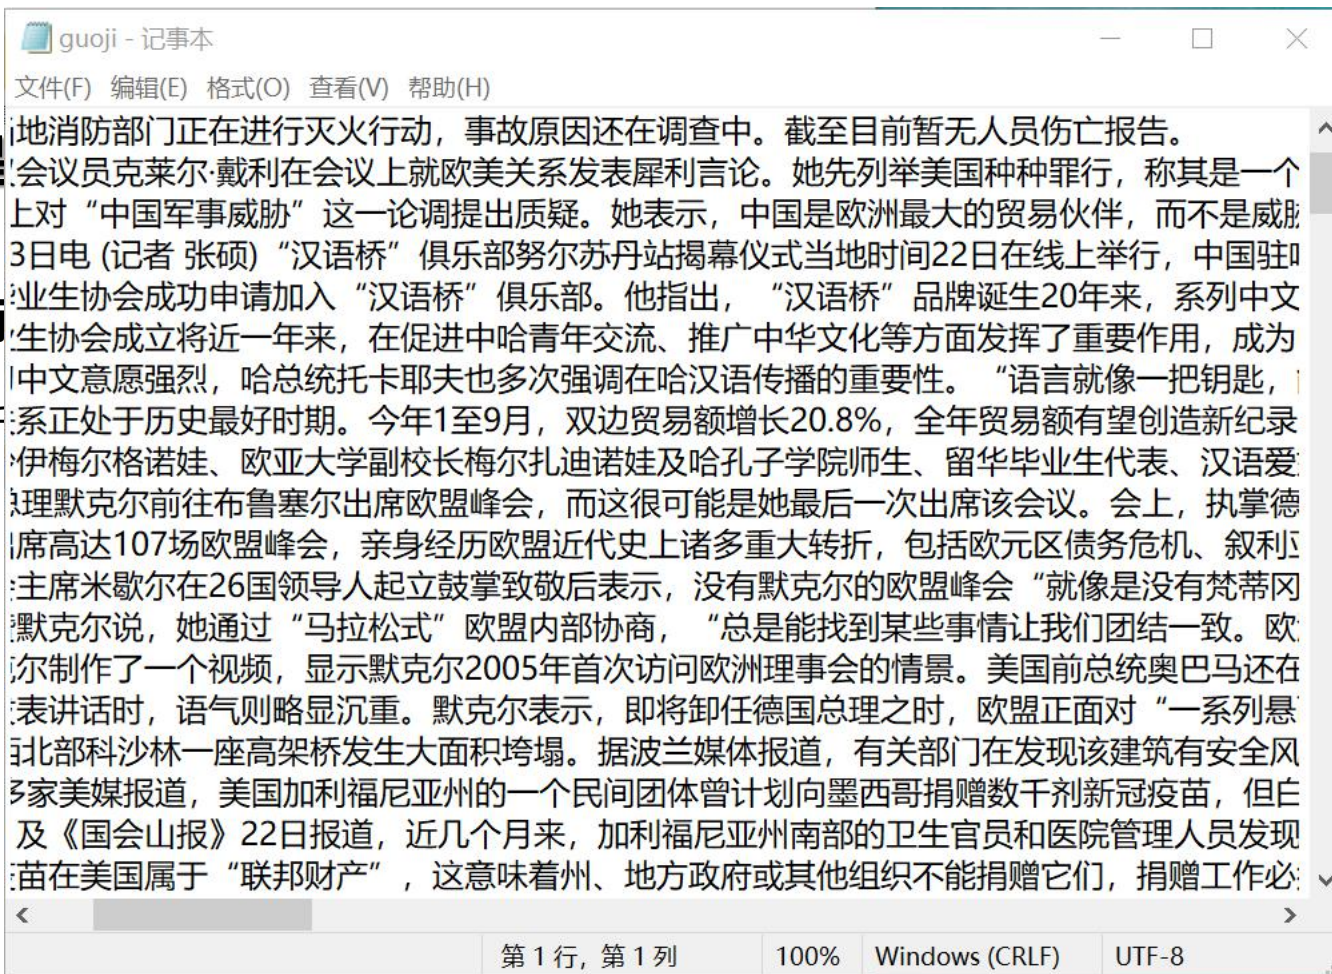 guoji - 记事本
文件(F) 编辑(E) 格式(O) 查看(V) 帮助(H)
地消防部门正在进行灭火行动，事故原因还在调查中。截至目前暂无人员伤亡报告。
会议员克莱尔·戴利在会议上就欧美关系发表犀利言论。她先列举美国种种罪行，称其是一个
上对“中国军事威胁”这一论调提出质疑。她表示，中国是欧洲最大的贸易伙伴，而不是威胁
3日电 (记者 张硕)“汉语桥”俱乐部努尔苏丹站揭幕仪式当地时间22日在线上举行，中国驻
业生协会成功申请加入“汉语桥”俱乐部。他指出，“汉语桥”品牌诞生20年来，系列中文
生协会成立将近一年来，在促进中哈青年交流、推广中华文化等方面发挥了重要作用，成为
中文意愿强烈，哈总统托卡耶夫也多次强调在哈汉语传播的重要性。“语言就像一把钥匙，
系正处于历史最好时期。今年1至9月，双边贸易额增长20.8%，全年贸易额有望创造新纪录
伊梅尔格诺娃、欧亚大学副校长梅尔扎迪诺娃及哈孔子学院师生、留华毕业生代表、汉语爱
总理默克尔前往布鲁塞尔出席欧盟峰会，而这很可能是她最后一次出席该会议。会上，执掌德
席高达107场欧盟峰会，亲身经历欧盟近代史上诸多重大转折，包括欧元区债务危机、叙利亚
主席米歇尔在26国领导人起立鼓掌致敬后表示，没有默克尔的欧盟峰会“就像是没有梵蒂冈
默克尔说，她通过“马拉松式”欧盟内部协商，“总是能找到某些事情让我们团结一致。欧
尔制作了一个视频，显示默克尔2005年首次访问欧洲理事会的情景。美国前总统奥巴马还在
表讲话时，语气则略显沉重。默克尔表示，即将卸任德国总理之时，欧盟正面对“一系列悬
西北部科沙林一座高架桥发生大面积垮塌。据波兰媒体报道，有关部门在发现该建筑有安全风
多家美媒报道，美国加利福尼亚州的一个民间团体曾计划向墨西哥捐赠数千剂新冠疫苗，但白
及《国会山报》22日报道，近几个月来，加利福尼亚州南部的卫生官员和医院管理人员发现
苗在美国属于“联邦财产”，这意味着州、地方政府或其他组织不能捐赠它们，捐赠工作必
第 1 行，第 1 列 100% Windows (CRLF) UTF-8